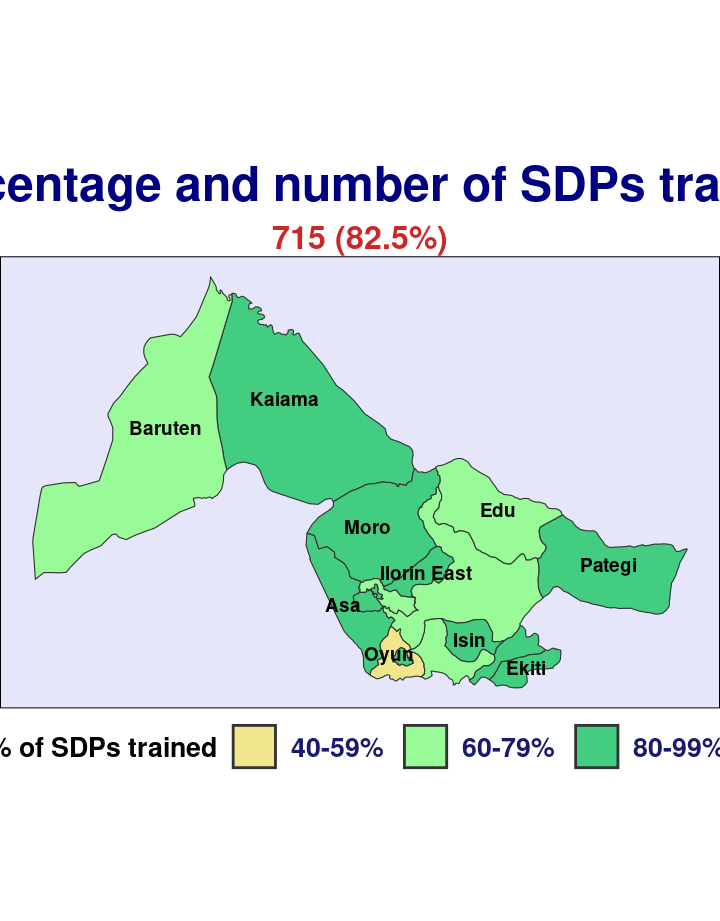 centage and number of SDPs tra
715 (82.5%)
Kaiama
Baruten
Edu
Moro
Pategi
Ilorin East
Asa
Isin
Oyun
Ekiti
% of SDPs trained 40-59% 60-79% 80-99%